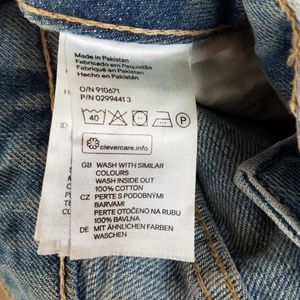 Made in Pakistan
Fabricado em Paquistão
Fabriqué en Pakistan
Hecho en Pakistán
O/N 910671
P/N 02994413
40
P
clevercare.info
GB WASH WITH SIMILAR
COLOURS
WASH INSIDE OUT
100% COTTON
CZ PERTE S PODOBNÝMI
BARVAMI
PERTE OTOČENO NA RUBU
100% BAVLNA
DE MIT ÄHNLICHEN FARBEN
WASCHEN